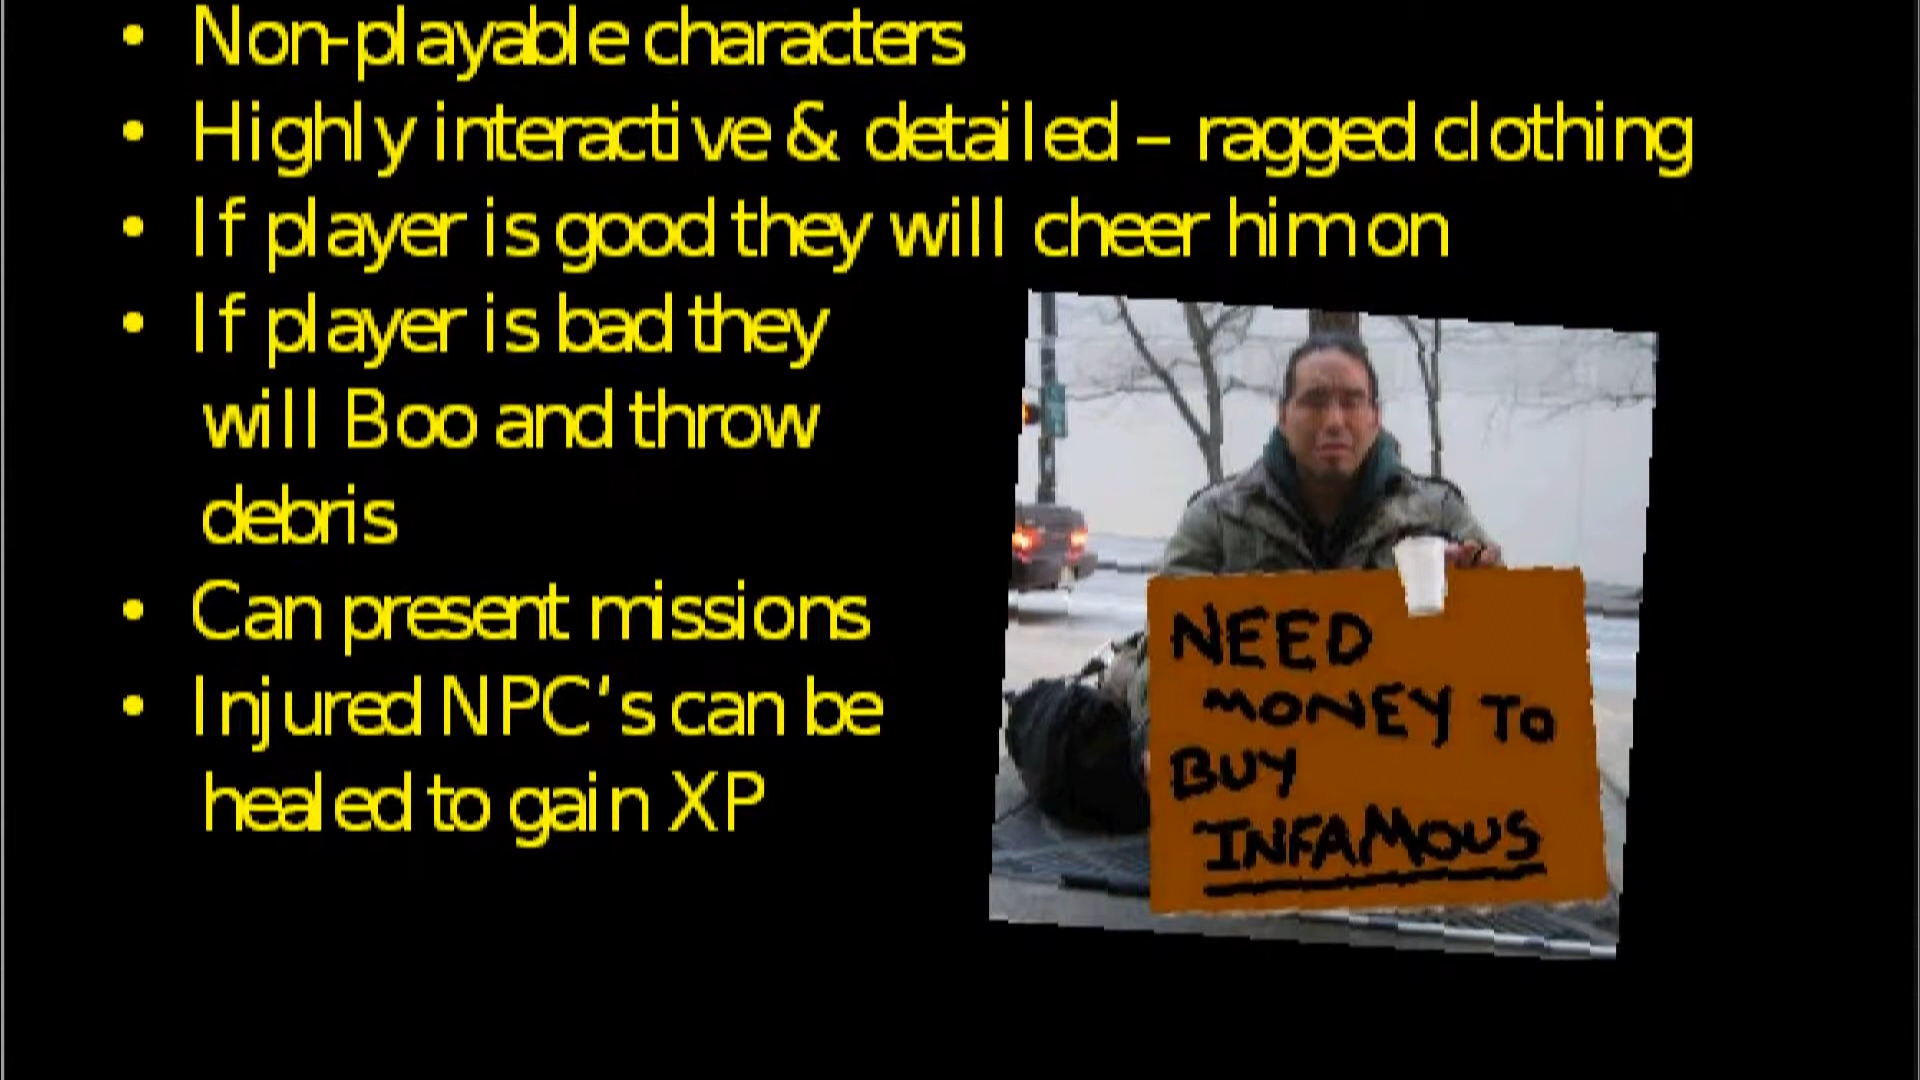 • Non-playable characters
• Highly interactive & detailed – ragged clothing
• If player is good they will cheer him on
• If player is bad they
will Boo and throw
debris
• Can present missions
• Injured NPC's can be
healed to gain XP
NEED
MONEY TO
BUY
INFAMOUS